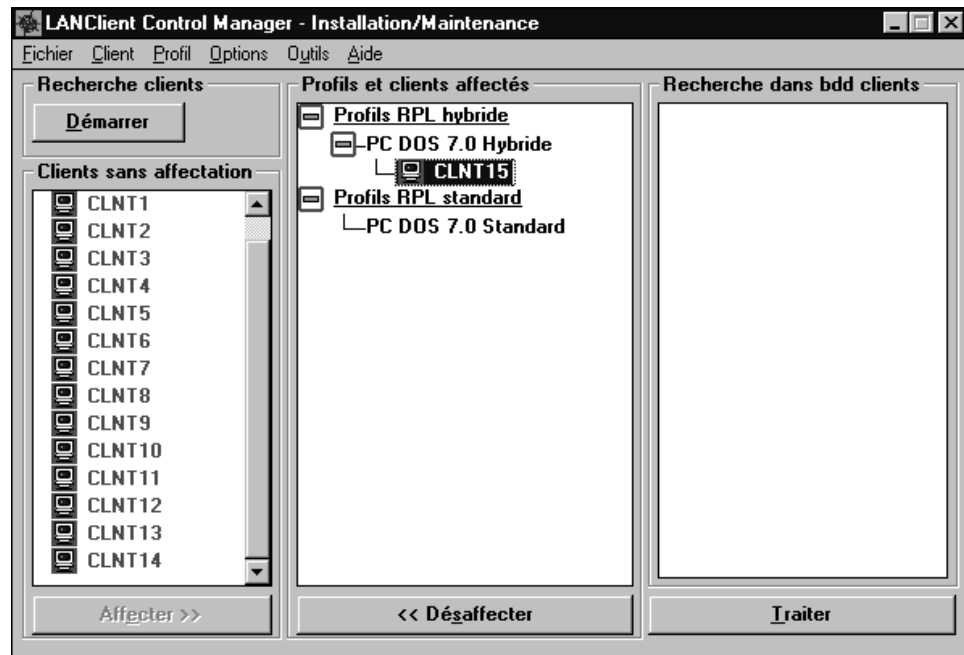 LANClient Control Manager - Installation/Maintenance
Fichier Client Profil Options Outils Aide
Recherche clients
Démarrer
Clients sans affectation
CLNT1
CLNT2
CLNT3
CLNT4
CLNT5
CLNT6
CLNT7
CLNT8
CLNT9
CLNT10
CLNT11
CLNT12
CLNT13
CLNT14
Affecter >>
Profils et clients affectés
Profils RPL hybride
PC DOS 7.0 Hybride
CLNT15
Profils RPL standard
PC DOS 7.0 Standard
<< Désaffecter
Recherche dans bdd clients
Traiter